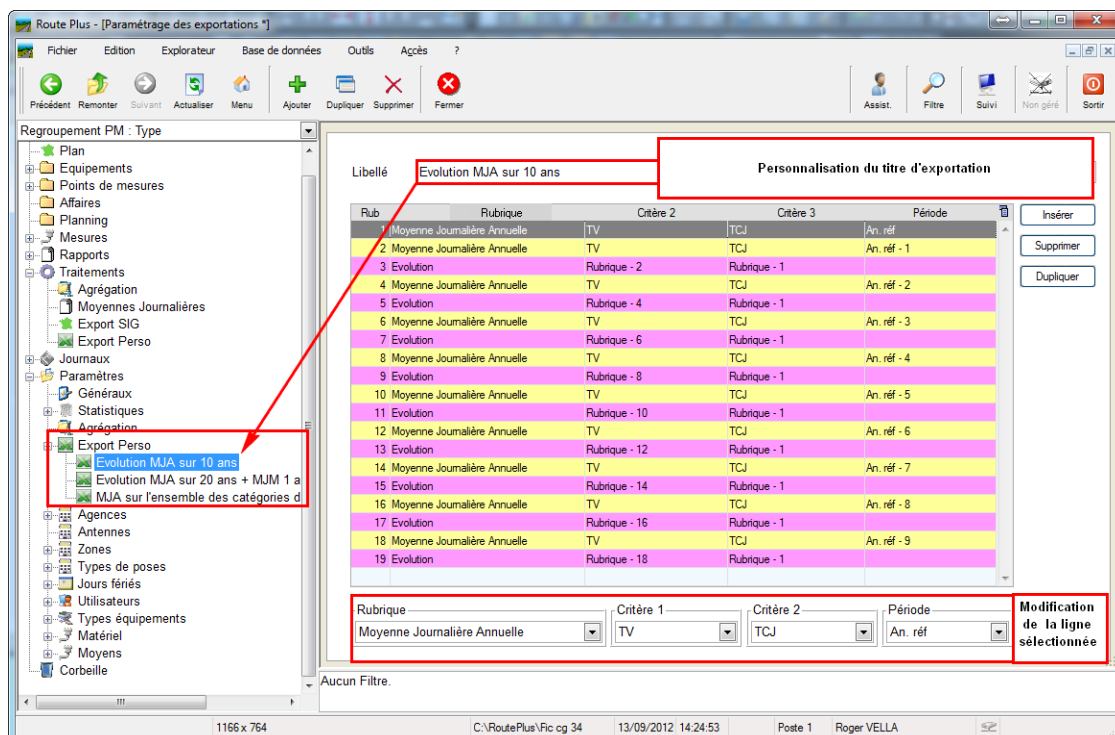 Route Plus - [Paramétrage des exportations *]
Fichier Edition Explorateur Base de données Outils Accès ?
Précédent Remonter Suivant Actualiser Menu Ajouter Dupliquer Supprimer Fermer Assist. Filtre Suivi Non géré Sortir
Regroupement PM : Type
Plan
Equipements
Points de mesures
Affaires
Planning
Mesures
Rapports
Traitements
Agrégation
Moyennes Journalières
Export SIG
Export Perso
Journaux
Paramètres
Généraux
Statistiques
Agrégation
Export Perso
Evolution MJA sur 10 ans
Evolution MJA sur 20 ans + MJM 1 a
MJA sur l'ensemble des catégories d
Agences
Antennes
Zones
Types de poses
Jours fériés
Utilisateurs
Types équipements
Matériel
Moyens
Corbeille
Libellé Evolution MJA sur 10 ans
Personnalisation du titre d'exportation
Rub Rubrique Critère 2 Critère 3 Période
1 Moyenne Journalière Annuelle TV TCJ An. réf
2 Moyenne Journalière Annuelle TV TCJ An. réf - 1
3 Evolution Rubrique - 2 Rubrique - 1
4 Moyenne Journalière Annuelle TV TCJ An. réf - 2
5 Evolution Rubrique - 4 Rubrique - 1
6 Moyenne Journalière Annuelle TV TCJ An. réf - 3
7 Evolution Rubrique - 6 Rubrique - 1
8 Moyenne Journalière Annuelle TV TCJ An. réf - 4
9 Evolution Rubrique - 8 Rubrique - 1
10 Moyenne Journalière Annuelle TV TCJ An. réf - 5
11 Evolution Rubrique - 10 Rubrique - 1
12 Moyenne Journalière Annuelle TV TCJ An. réf - 6
13 Evolution Rubrique - 12 Rubrique - 1
14 Moyenne Journalière Annuelle TV TCJ An. réf - 7
15 Evolution Rubrique - 14 Rubrique - 1
16 Moyenne Journalière Annuelle TV TCJ An. réf - 8
17 Evolution Rubrique - 16 Rubrique - 1
18 Moyenne Journalière Annuelle TV TCJ An. réf - 9
19 Evolution Rubrique - 18 Rubrique - 1
Insérer
Supprimer
Dupliquer
Rubrique Critère 1 Critère 2 Période
Moyenne Journalière Annuelle TV TCJ An. réf
Modification
de la ligne
sélectionnée
Aucun Filtre.
1166 x 764 C:\RoutePlus\Fic cg 34 13/09/2012 14:24:53 Poste 1 Roger VELLA